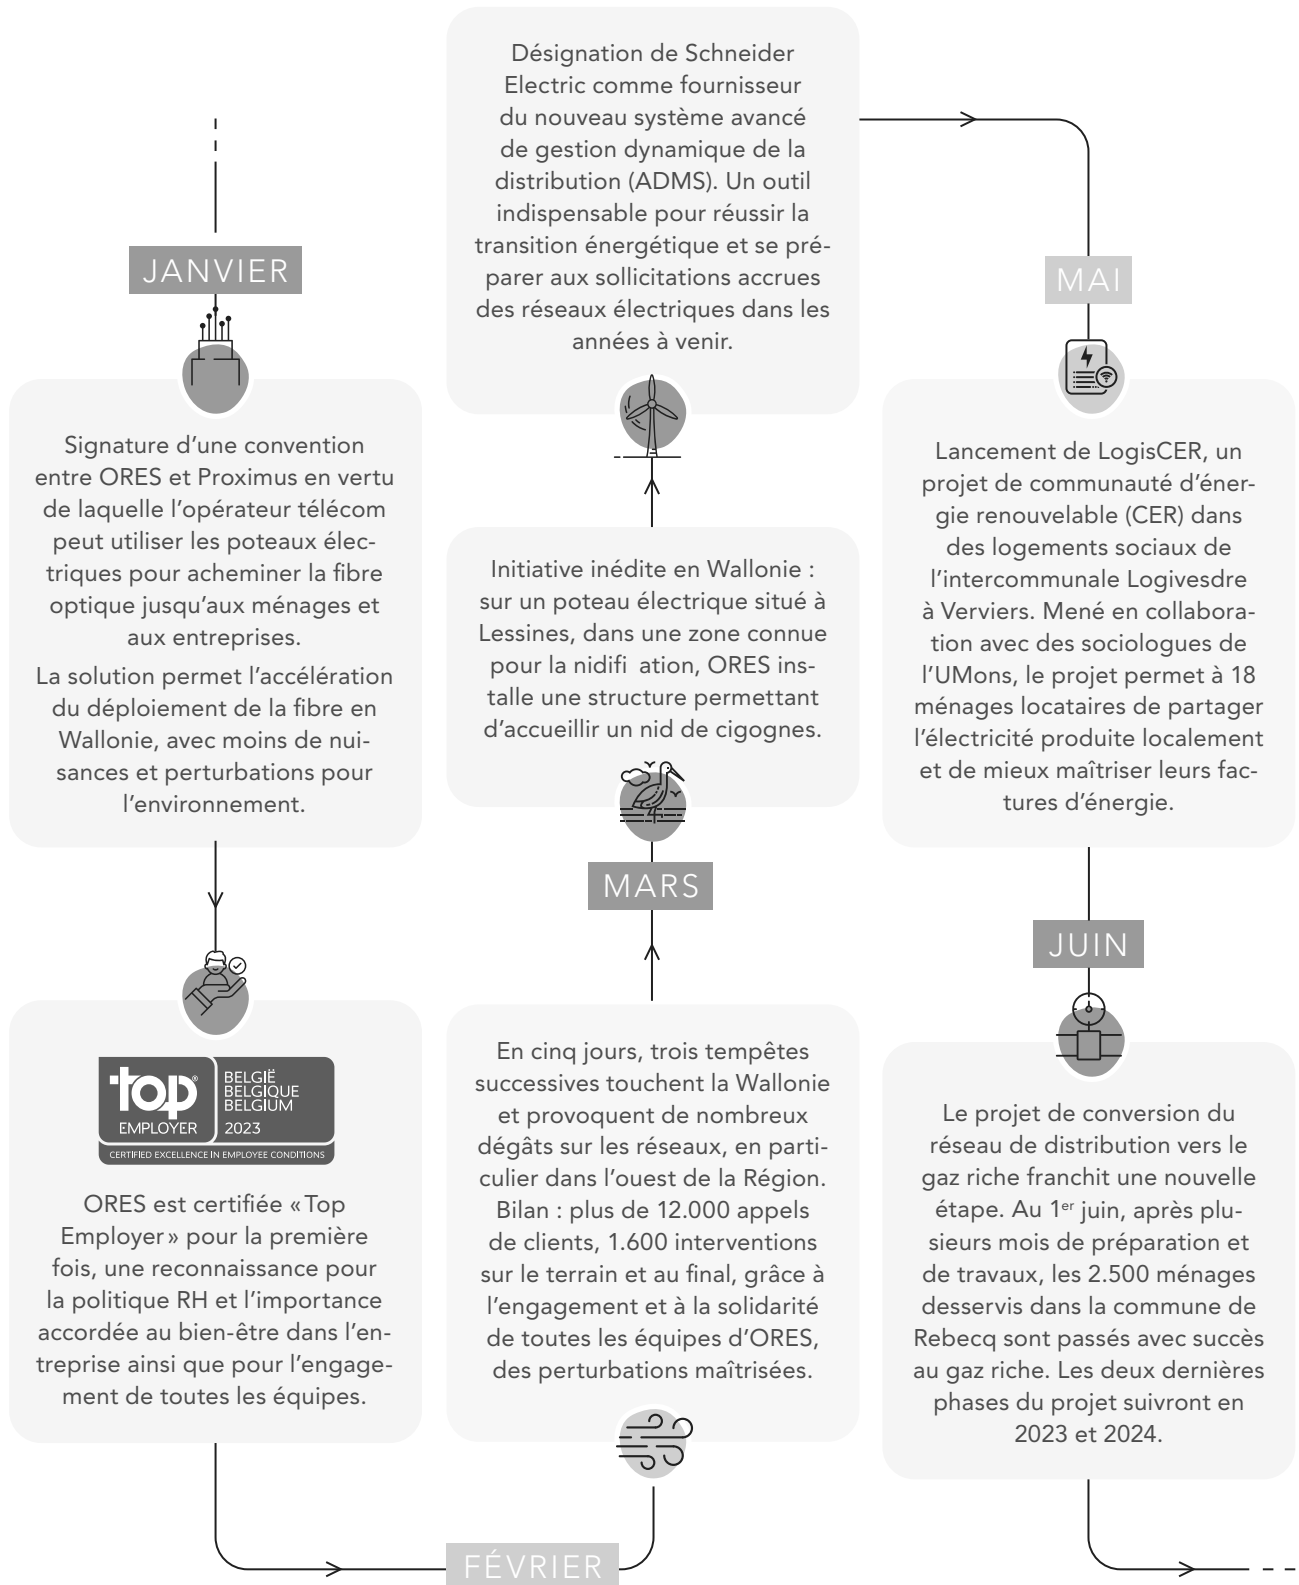 JANVIER
Signature d'une convention
entre ORES et Proximus en vertu
de laquelle l'opérateur télécom
peut utiliser les poteaux élec-
triques pour acheminer la fibre
optique jusqu'aux ménages et
aux entreprises.
La solution permet l'accélération
du déploiement de la fibre en
Wallonie, avec moins de nui-
sances et perturbations pour
l'environnement.
top®
EMPLOYER
BELGIË
BELGIQUE
BELGIUM
2023
CERTIFIED EXCELLENCE IN EMPLOYEE CONDITIONS
ORES est certifiée « Top
Employer » pour la première
fois, une reconnaissance pour
la politique RH et l'importance
accordée au bien-être dans l'en-
treprise ainsi que pour l'engage-
ment de toutes les équipes.
FÉVRIER
En cinq jours, trois tempêtes
successives touchent la Wallonie
et provoquent de nombreux
dégâts sur les réseaux, en parti-
culier dans l'ouest de la Région.
Bilan : plus de 12.000 appels
de clients, 1.600 interventions
sur le terrain et au final, grâce à
l'engagement et à la solidarité
de toutes les équipes d'ORES,
des perturbations maîtrisées.
MARS
Initiative inédite en Wallonie :
sur un poteau électrique situé à
Lessines, dans une zone connue
pour la nidifi ation, ORES ins-
talle une structure permettant
d'accueillir un nid de cigognes.
Désignation de Schneider
Electric comme fournisseur
du nouveau système avancé
de gestion dynamique de la
distribution (ADMS). Un outil
indispensable pour réussir la
transition énergétique et se pré-
parer aux sollicitations accrues
des réseaux électriques dans les
années à venir.
MAI
Lancement de LogisCER, un
projet de communauté d'éner-
gie renouvelable (CER) dans
des logements sociaux de
l'intercommunale Logivesdre
à Verviers. Mené en collabora-
tion avec des sociologues de
l'UMons, le projet permet à 18
ménages locataires de partager
l'électricité produite localement
et de mieux maîtriser leurs fac-
tures d'énergie.
JUIN
Le projet de conversion du
réseau de distribution vers le
gaz riche franchit une nouvelle
étape. Au 1er juin, après plu-
sieurs mois de préparation et
de travaux, les 2.500 ménages
desservis dans la commune de
Rebecq sont passés avec succès
au gaz riche. Les deux dernières
phases du projet suivront en
2023 et 2024.